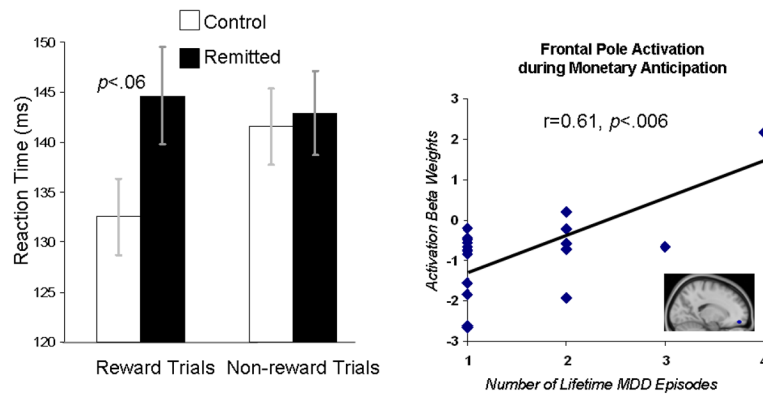 Control
Remitted
150
145
140
135
130
125
120
Reaction Time (ms)
p<.06
Reward Trials Non-reward Trials
Frontal Pole Activation
during Monetary Anticipation
r=0.61, p<.006
3
2
1
0
-1
-2
-3
Activation Beta Weights
1 2 3 4
Number of Lifetime MDD Episodes